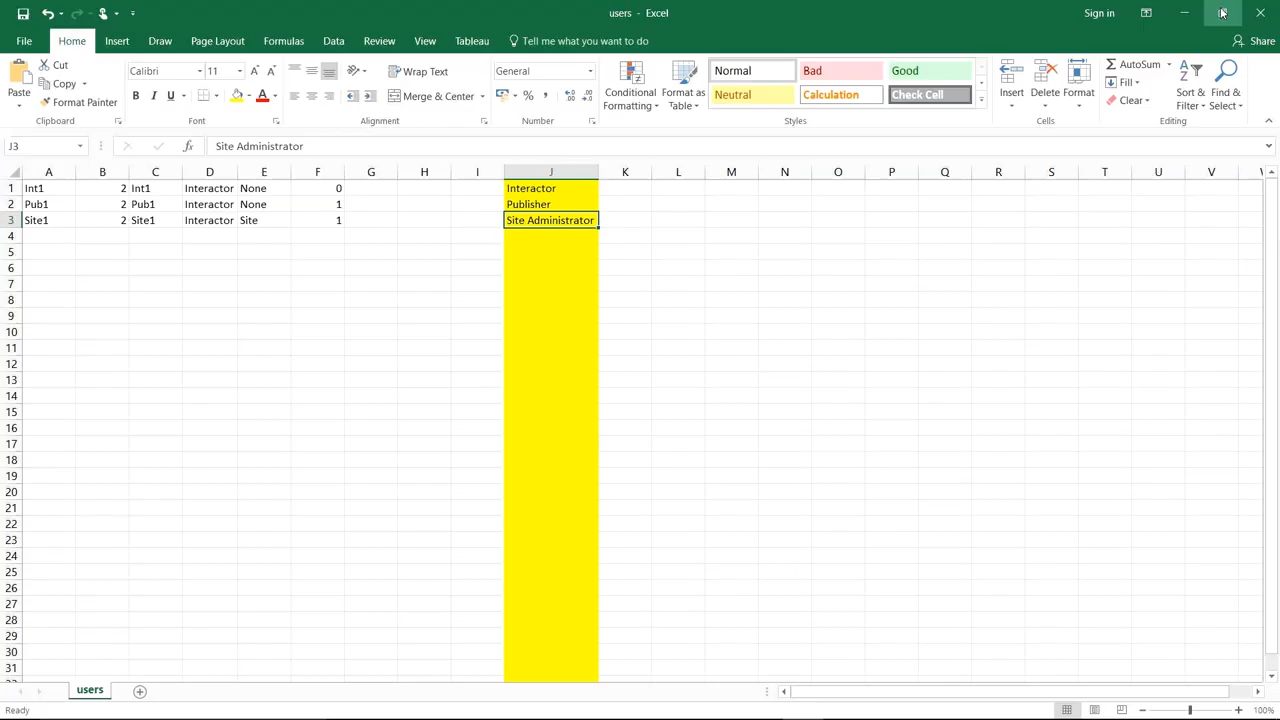 users - Excel
Sign in
File Home Insert Draw Page Layout Formulas Data Review View Tableau Tell me what you want to do Share
Paste
Cut
Copy
Format Painter
Clipboard
Calibri 11
B I U
Font
Wrap Text
Merge & Center
Alignment
General
Number
Conditional Formatting
Format as Table
Normal Bad Good
Neutral Calculation Check Cell
Styles
Insert Delete Format
Cells
AutoSum
Fill
Clear
Sort & Filter
Find & Select
Editing
J3 fx Site Administrator
A B C D E F G H I J K L M N O P Q R S T U V
1 Int1 2 Int1 Interactor None 0 Interactor
2 Pub1 2 Pub1 Interactor None 1 Publisher
3 Site1 2 Site1 Interactor Site 1 Site Administrator
4
5
6
7
8
9
10
11
12
13
14
15
16
17
18
19
20
21
22
23
24
25
26
27
28
29
30
31
users
Ready 100%